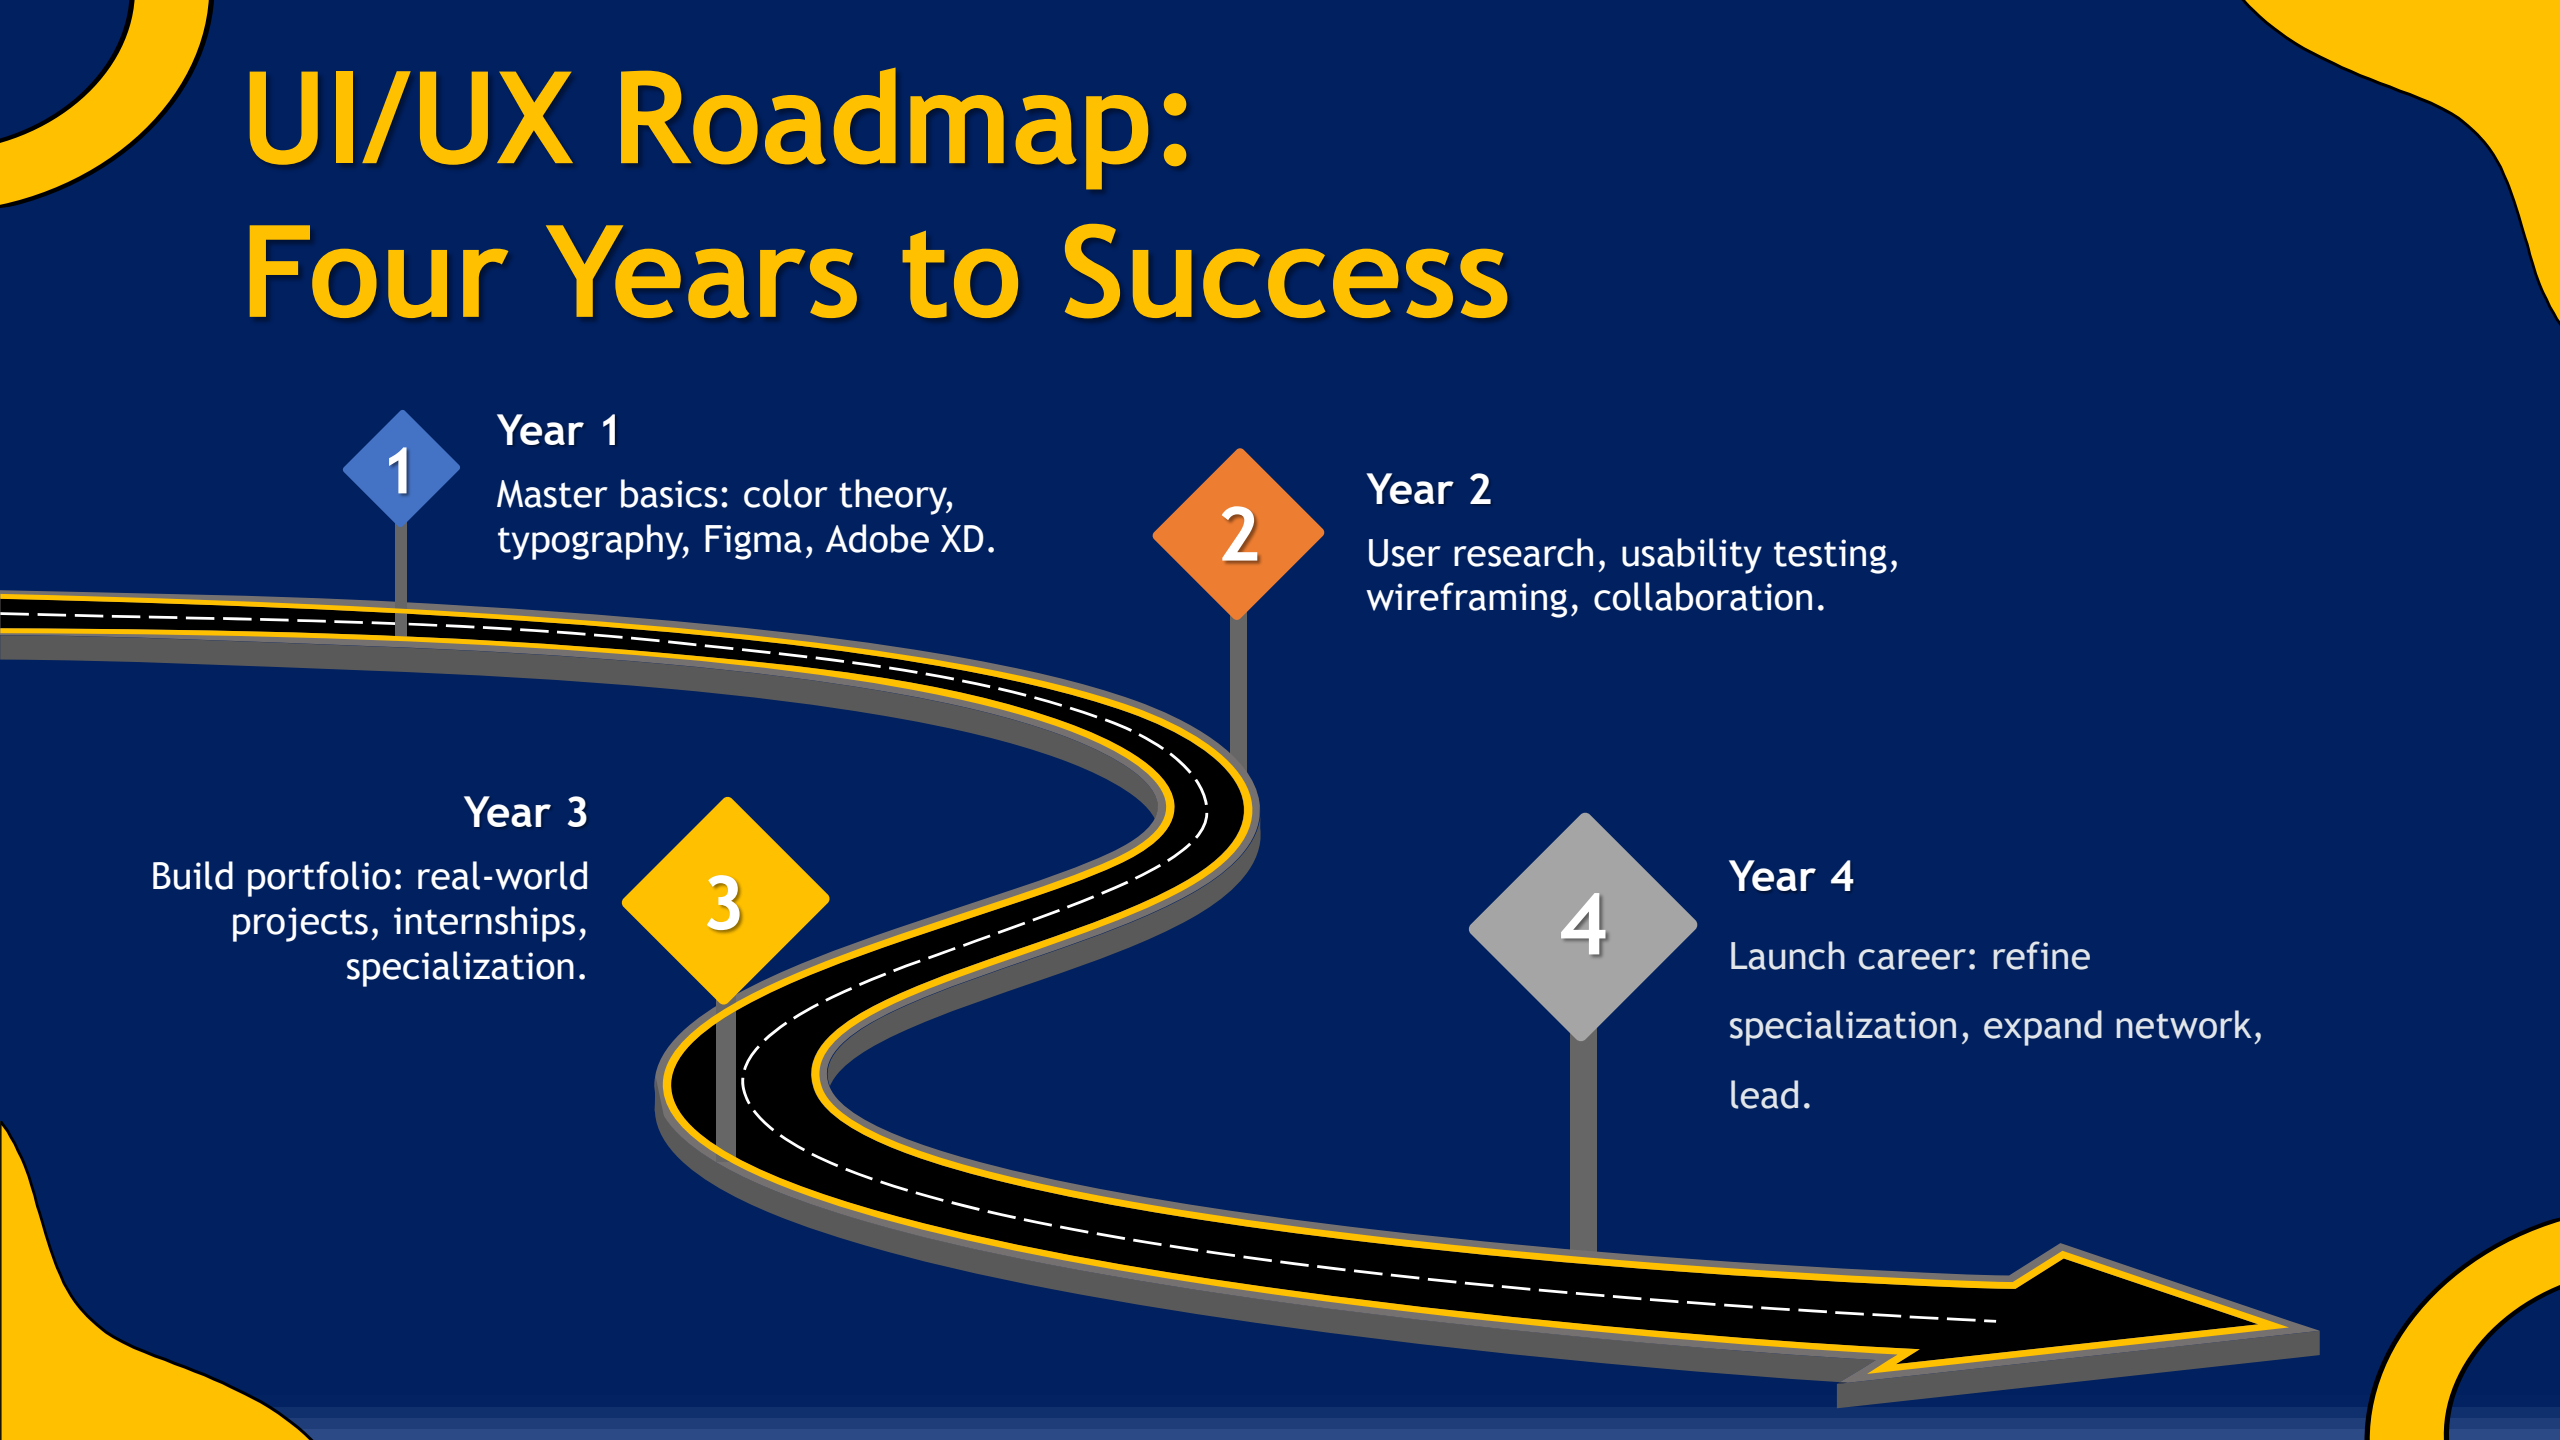 UI/UX Roadmap:
Four Years to Success
1
Year 1
Master basics: color theory,
typography, Figma, Adobe XD.
2
Year 2
User research, usability testing,
wireframing, collaboration.
Year 3
Build portfolio: real-world
projects, internships,
specialization.
3
4
Year 4
Launch career: refine
specialization, expand network,
lead.